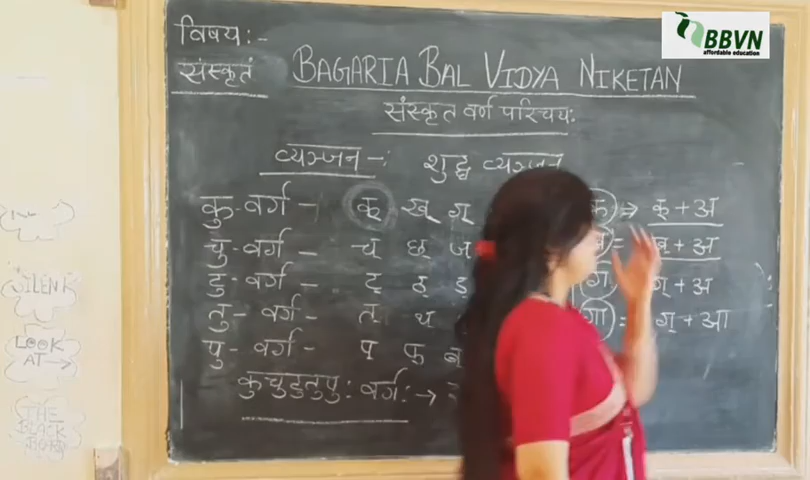 BBVN
affordable education
विषय:-
संस्कृतं
BAGARIA BAL VIDYA NIKETAN
संस्कृत वर्ण परिचय:
व्यञ्जन -: शुद्ध व्यञ्जन
कु-वर्ग - क् ख् ग् क) => क् + अ
चु-वर्ग - च् छ् ज = ख् + अ
टु-वर्ग - ट् ठ् ड् (ग) ग् + अ
तु-वर्ग - त् थ् (गा) = ग् + आ
पु-वर्ग - प् फ् ब्
कुचुटुतुपु: वर्ग: →
SILENT
LOOK
AT →
THE
BLACK